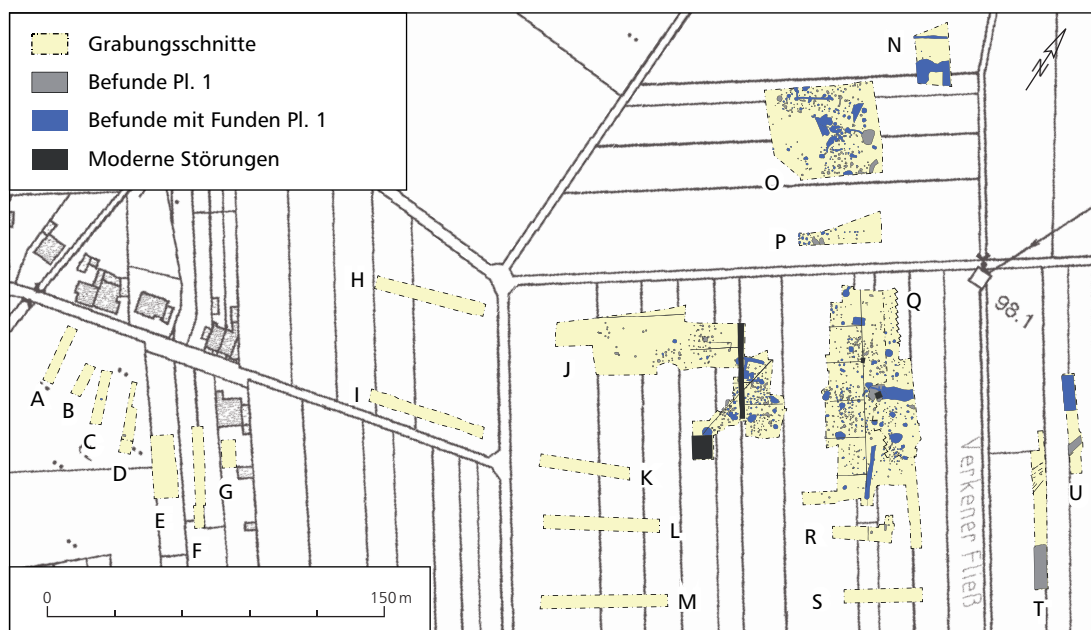 Grabungsschnitte
Befunde Pl. 1
Befunde mit Funden Pl. 1
Moderne Störungen
N
O
P
H
Q
98.1
J
I
A
B
C
D
E
F
G
K
L
M
R
S
T
U
Verkener Fließ
0 150 m